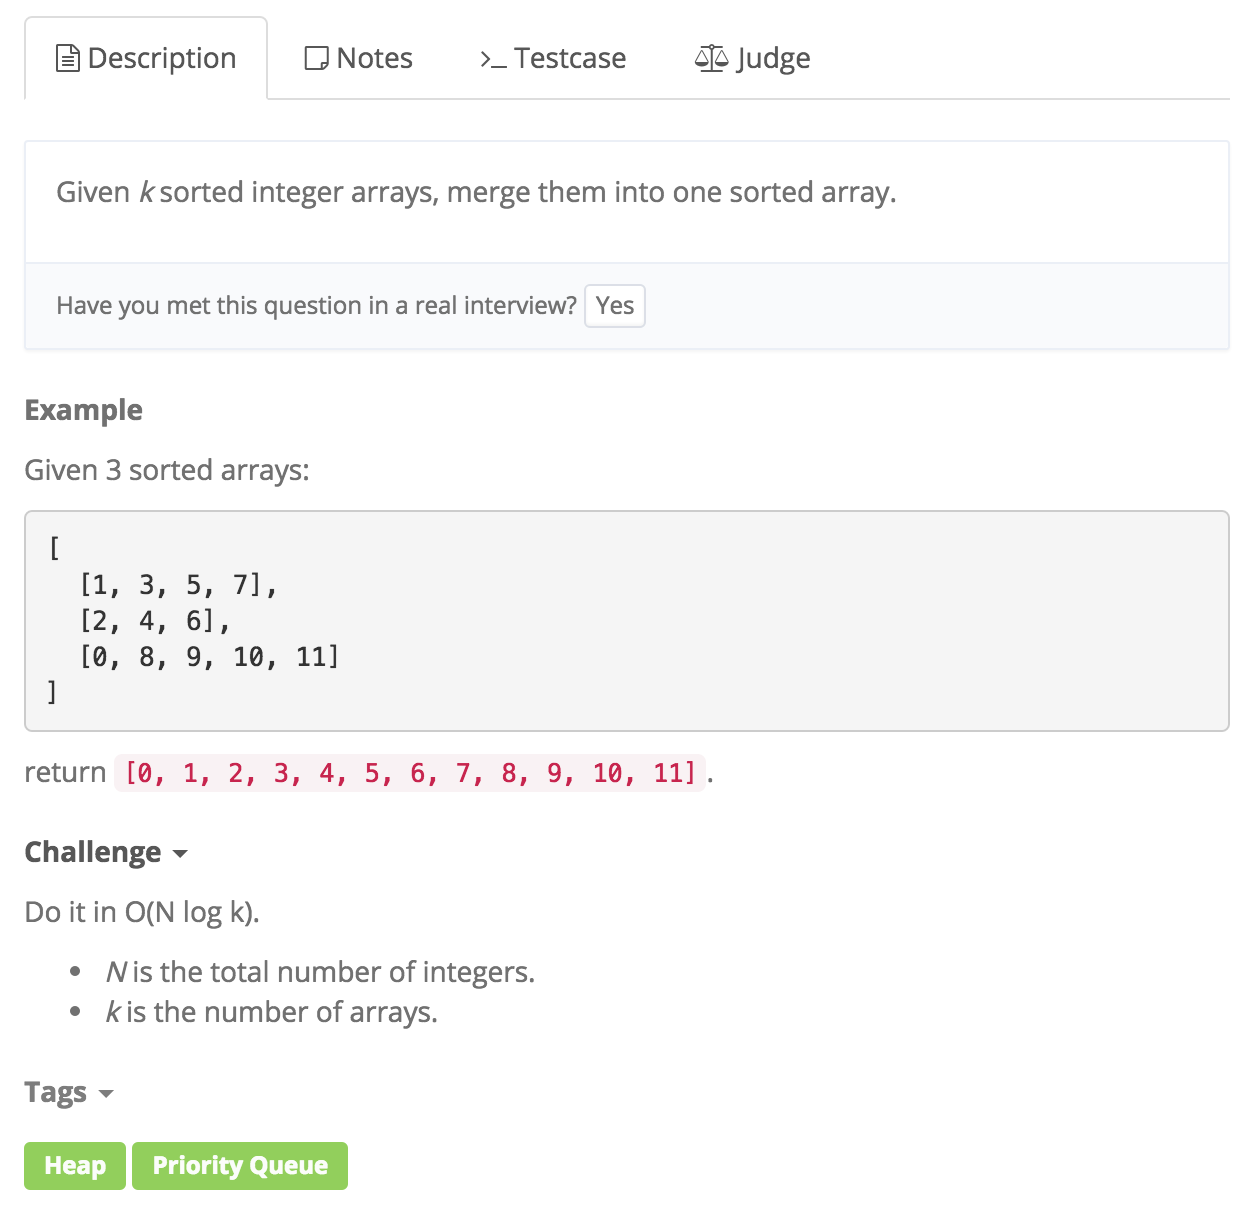 Description Notes >_ Testcase Judge
Given k sorted integer arrays, merge them into one sorted array.
Have you met this question in a real interview? Yes
Example
Given 3 sorted arrays:
[
  [1, 3, 5, 7],
  [2, 4, 6],
  [0, 8, 9, 10, 11]
]
return [0, 1, 2, 3, 4, 5, 6, 7, 8, 9, 10, 11].
Challenge
Do it in O(N log k).
• N is the total number of integers.
• k is the number of arrays.
Tags
Heap Priority Queue